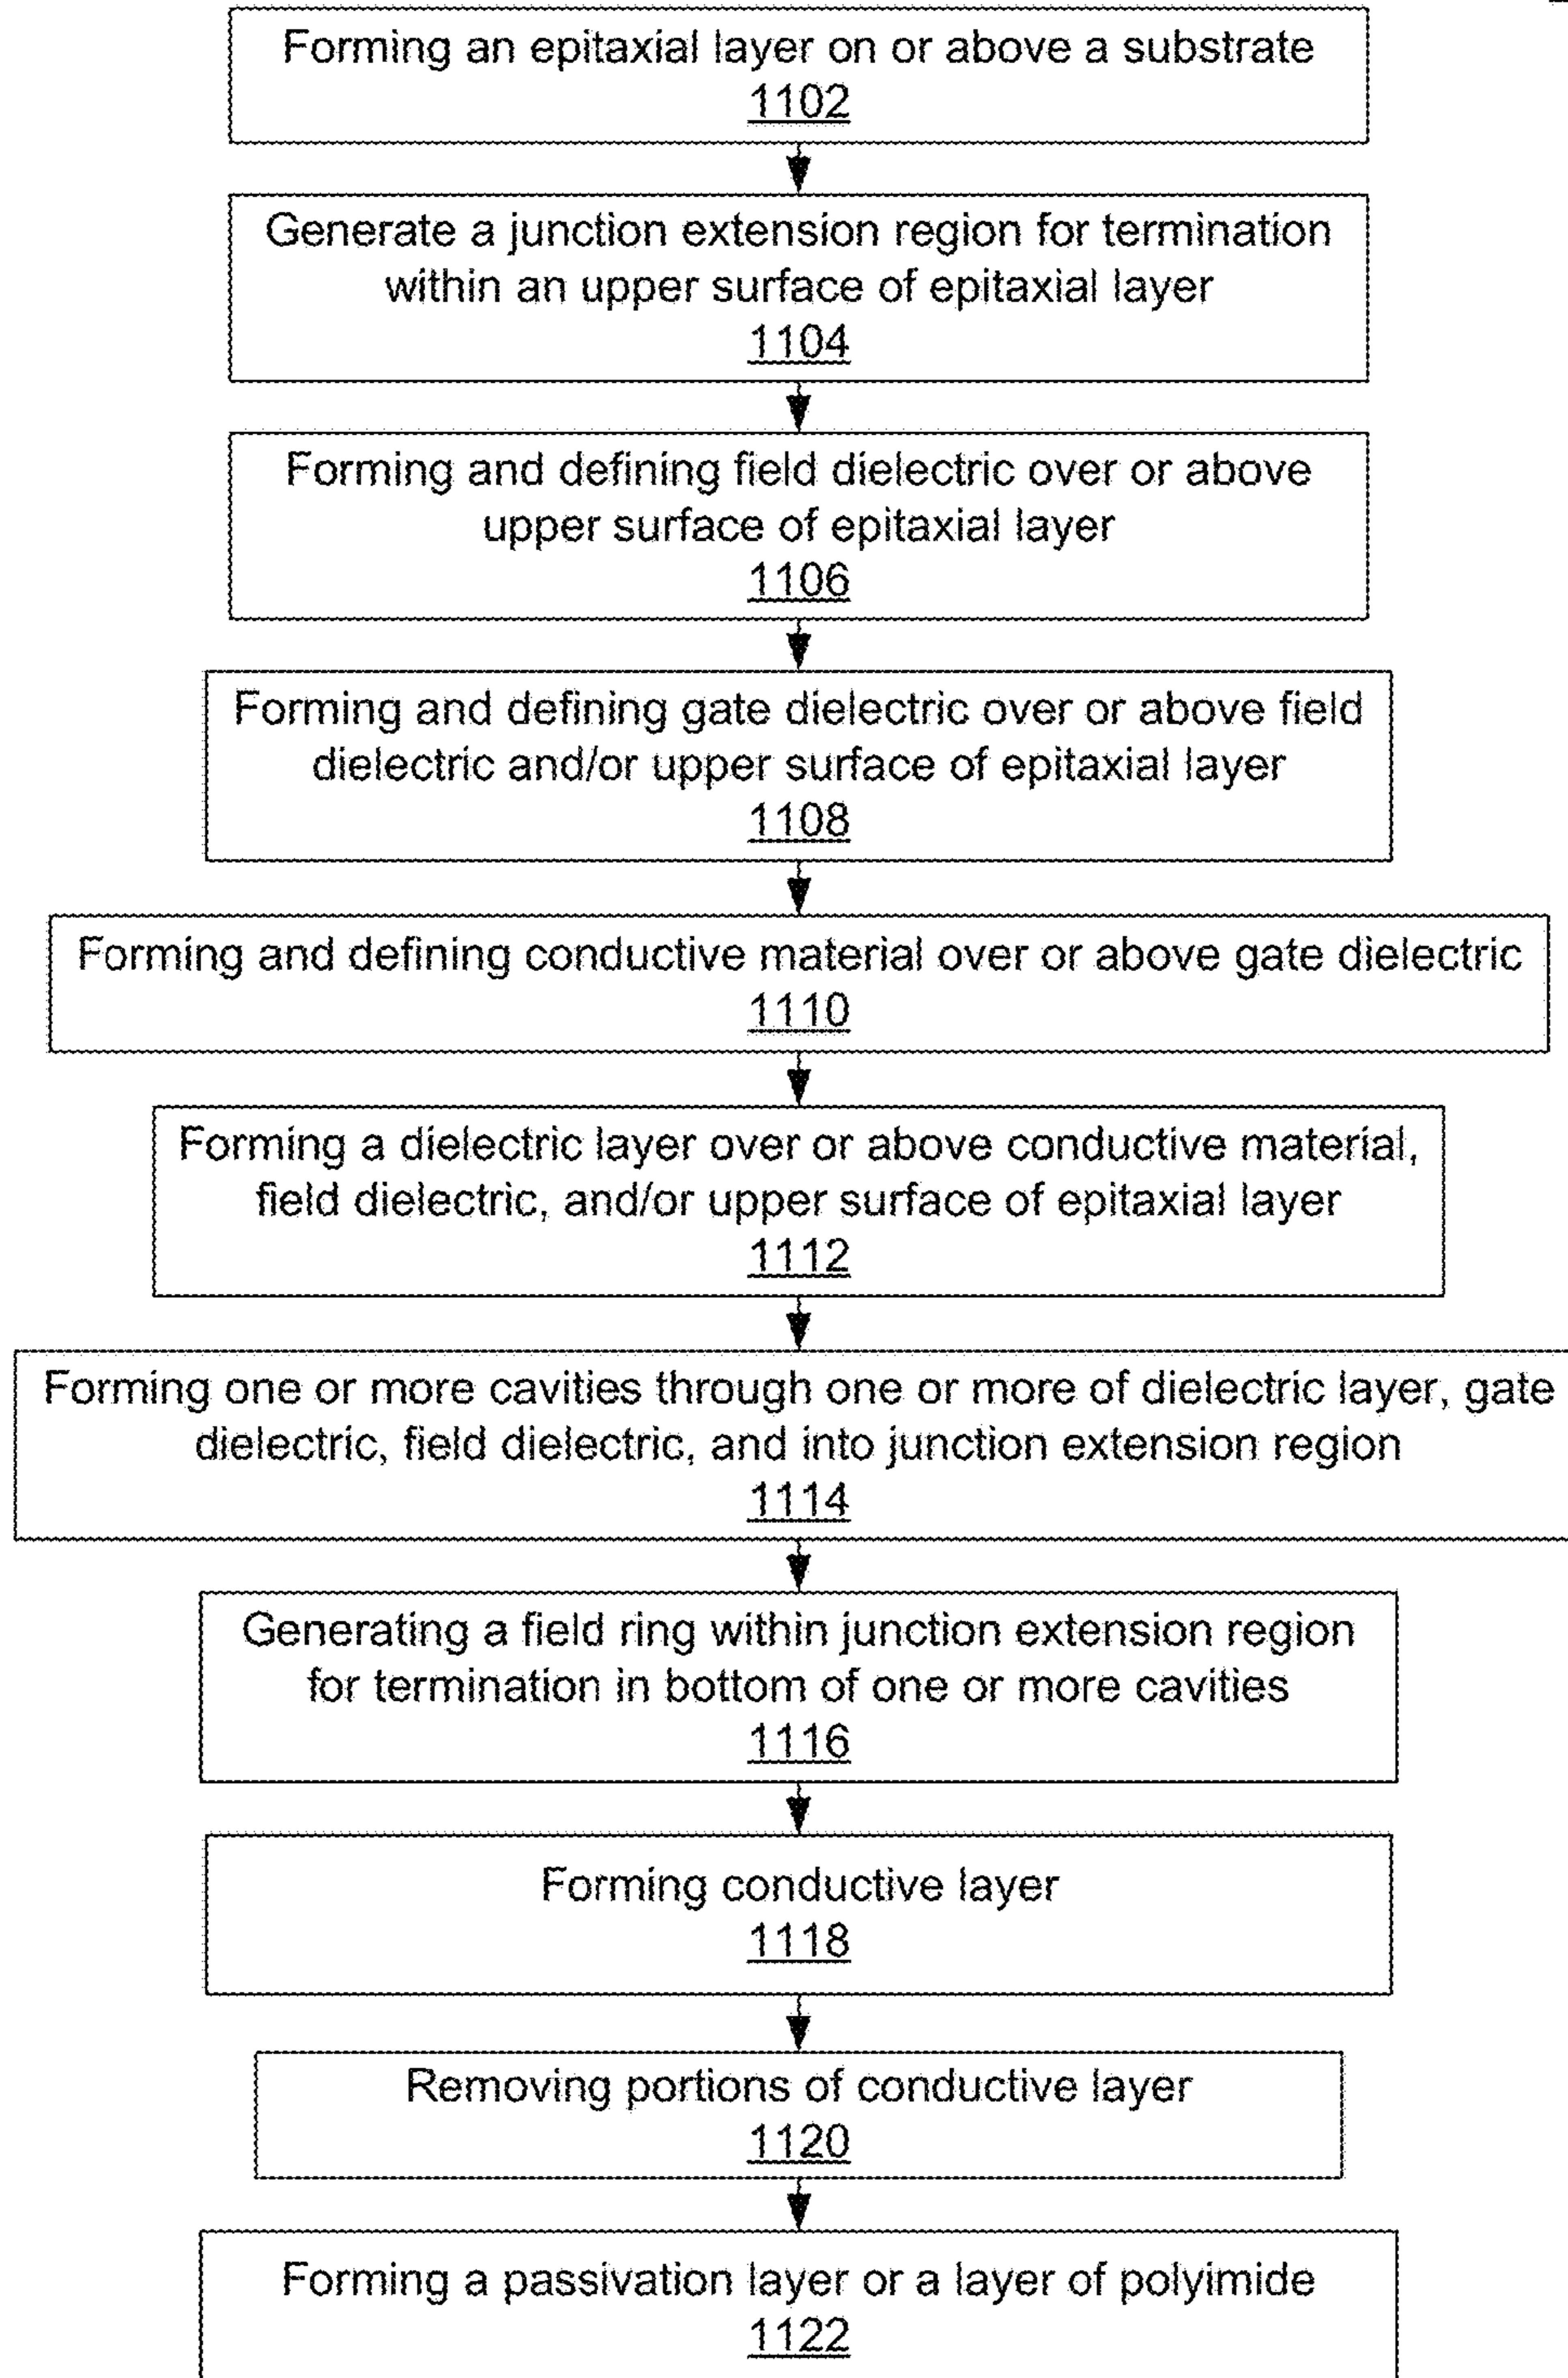 Forming an epitaxial layer on or above a substrate
1102
Generate a junction extension region for termination
within an upper surface of epitaxial layer
1104
Forming and defining field dielectric over or above
upper surface of epitaxial layer
1106
Forming and defining gate dielectric over or above field
dielectric and/or upper surface of epitaxial layer
1108
Forming and defining conductive material over or above gate dielectric
1110
Forming a dielectric layer over or above conductive material,
field dielectric, and/or upper surface of epitaxial layer
1112
Forming one or more cavities through one or more of dielectric layer, gate
dielectric, field dielectric, and into junction extension region
1114
Generating a field ring within junction extension region
for termination in bottom of one or more cavities
1116
Forming conductive layer
1118
Removing portions of conductive layer
1120
Forming a passivation layer or a layer of polyimide
1122